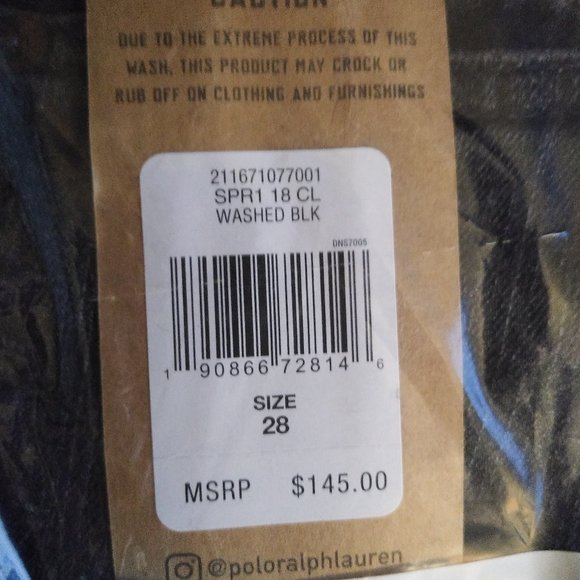 CAUTION
DUE TO THE EXTREME PROCESS OF THIS
WASH, THIS PRODUCT MAY CROCK OR
RUB OFF ON CLOTHING AND FURNISHINGS
211671077001
SPR1 18 CL
WASHED BLK
DNS7005
1 90866 72814 6
SIZE
28
MSRP $145.00
@poloralphlauren